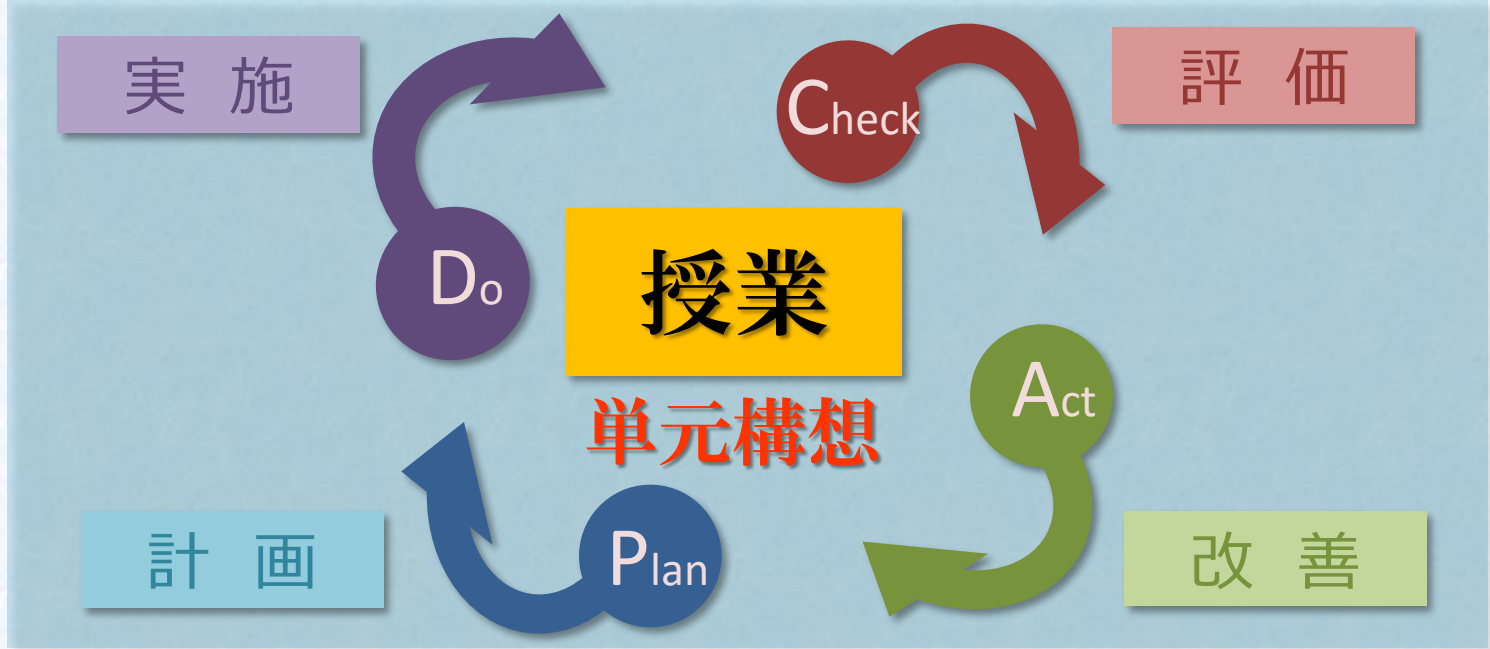 実 施
Check
評 価
Do
授業
Act
単元構想
計 画
Plan
改 善